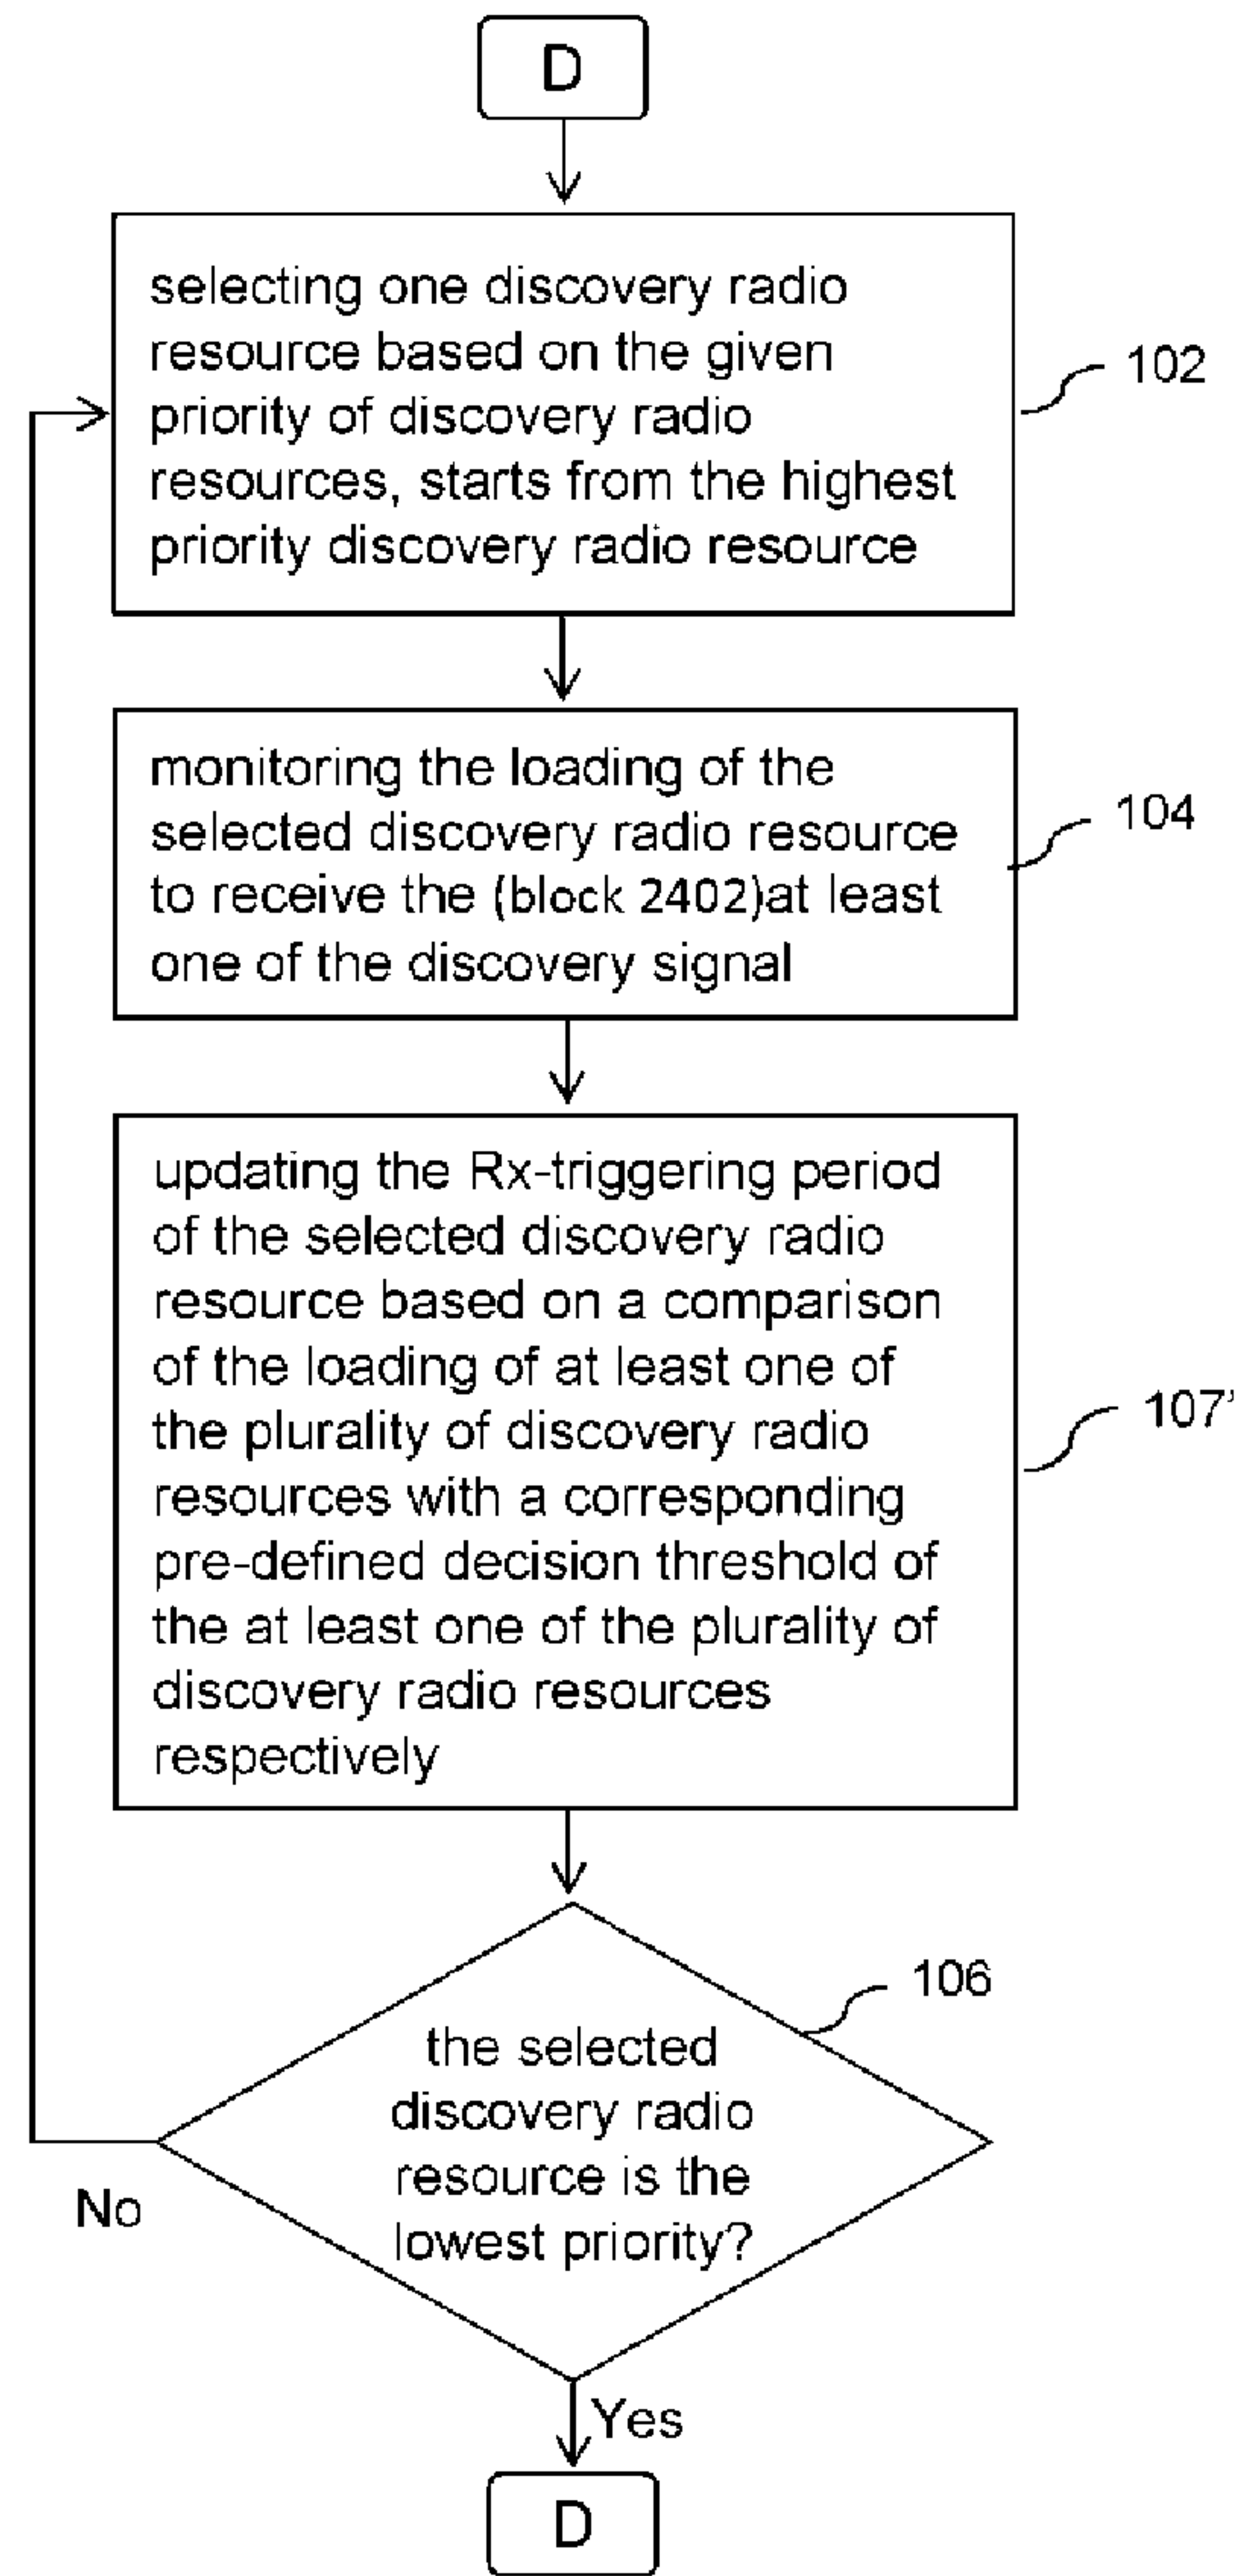 D
selecting one discovery radio
resource based on the given
priority of discovery radio
resources, starts from the highest
priority discovery radio resource
102
monitoring the loading of the
selected discovery radio resource
to receive the (block 2402)at least
one of the discovery signal
104
updating the Rx-triggering period
of the selected discovery radio
resource based on a comparison
of the loading of at least one of
the plurality of discovery radio
resources with a corresponding
pre-defined decision threshold of
the at least one of the plurality of
discovery radio resources
respectively
107'
106
the selected
discovery radio
resource is the
lowest priority?
No
Yes
D